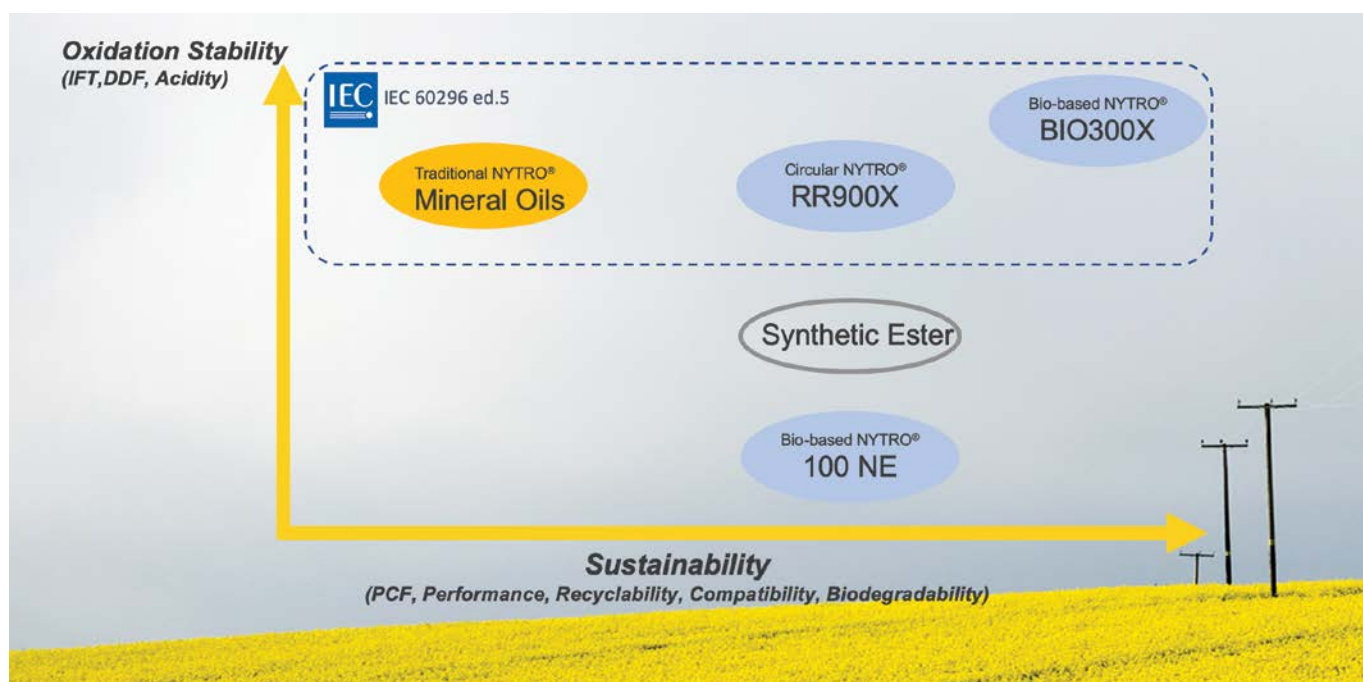 Oxidation Stability
(IFT,DDF, Acidity)
IEC
IEC 60296 ed.5
Bio-based NYTRO®
BIO300X
Traditional NYTRO®
Mineral Oils
Circular NYTRO®
RR900X
Synthetic Ester
Bio-based NYTRO®
100 NE
Sustainability
(PCF, Performance, Recyclability, Compatibility, Biodegradability)